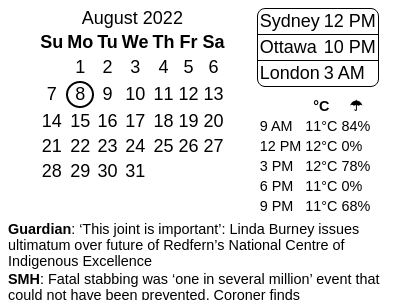 August 2022
Su Mo Tu We Th Fr Sa
1 2 3 4 5 6
7 8 9 10 11 12 13
14 15 16 17 18 19 20
21 22 23 24 25 26 27
28 29 30 31
Sydney 12 PM
Ottawa 10 PM
London 3 AM
°C ☂
9 AM 11°C 84%
12 PM 12°C 0%
3 PM 12°C 78%
6 PM 11°C 0%
9 PM 11°C 68%
Guardian: ‘This joint is important’: Linda Burney issues
ultimatum over future of Redfern’s National Centre of
Indigenous Excellence
SMH: Fatal stabbing was ‘one in several million’ event that
could not have been prevented, Coroner finds